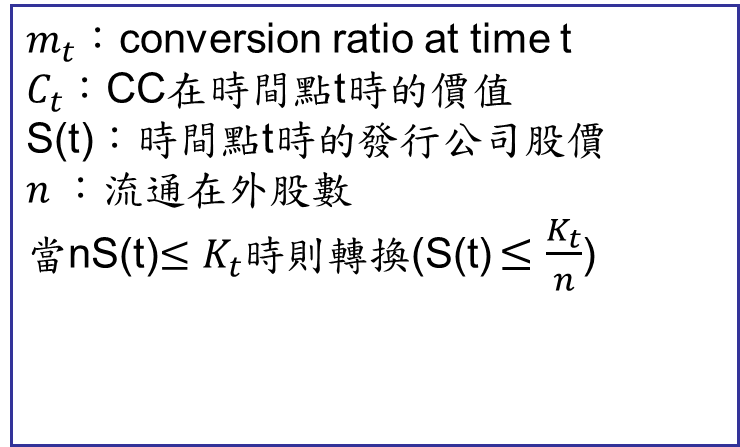 m_t：conversion ratio at time t
C_t：CC在時間點t時的價值
S(t)：時間點t時的發行公司股價
n ：流通在外股數
當nS(t)≤ K_t時則轉換(S(t) ≤ K_t/n)